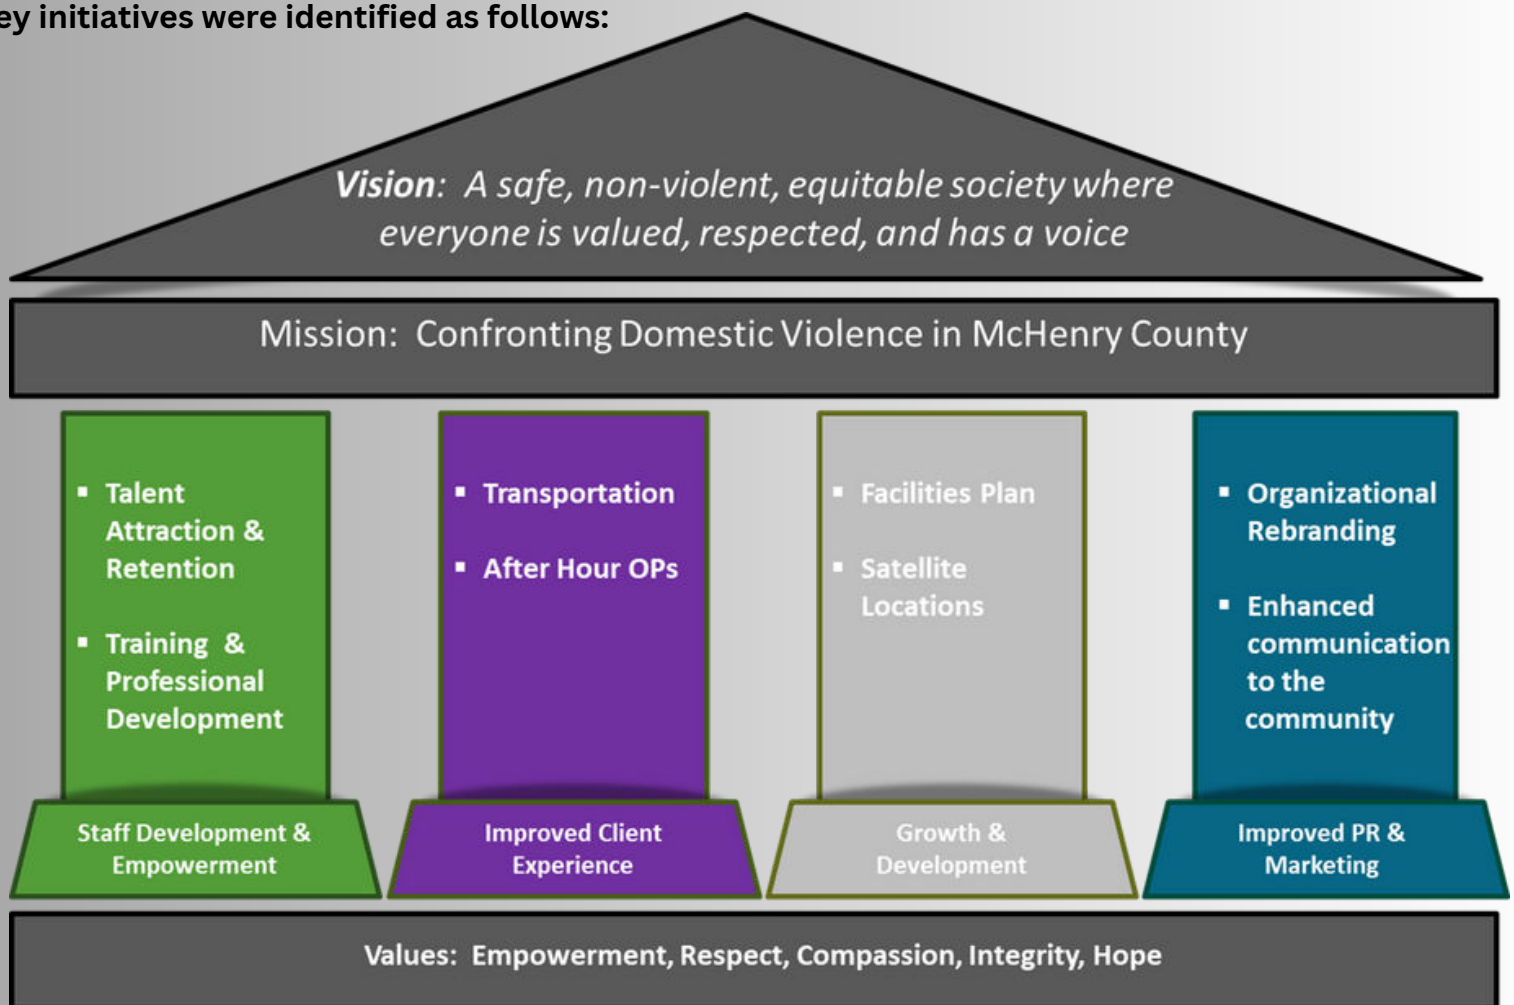 ey initiatives were identified as follows:
Vision: A safe, non-violent, equitable society where
everyone is valued, respected, and has a voice
Mission: Confronting Domestic Violence in McHenry County
▪ Talent
Attraction &
Retention
▪ Training &
Professional
Development
Staff Development &
Empowerment
▪ Transportation
▪ After Hour OPs
Improved Client
Experience
▪ Facilities Plan
▪ Satellite
Locations
Growth &
Development
▪ Organizational
Rebranding
▪ Enhanced
communication
to the
community
Improved PR &
Marketing
Values: Empowerment, Respect, Compassion, Integrity, Hope